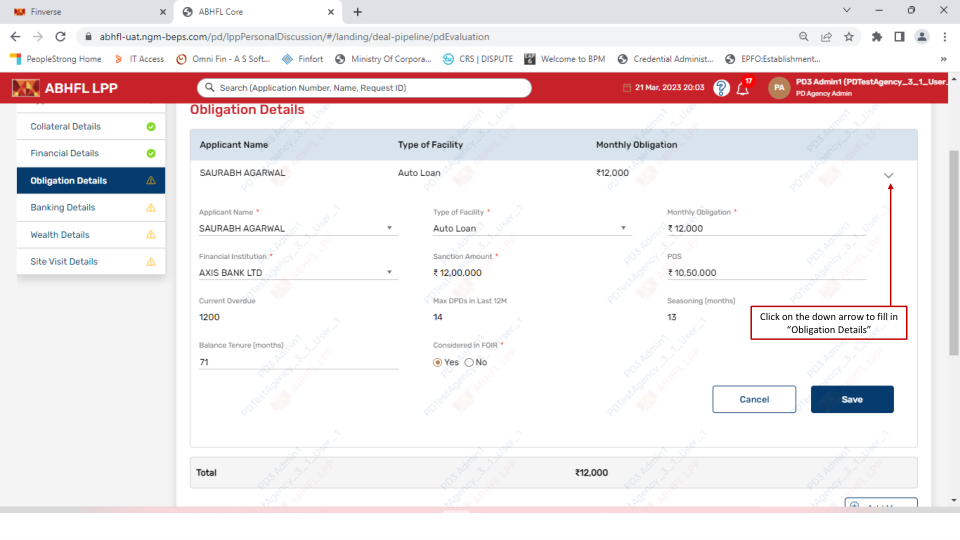 Finverse
ABHFL Core
abhfl-uat.ngm-beps.com/pd/lppPersonalDiscussion/#/landing/deal-pipeline/pdEvaluation
PeopleStrong Home IT Access Omni Fin - A S Soft... Finfort Ministry Of Corpora... CRS | DISPUTE Welcome to BPM Credential Administ... EPFO:Establishment...
ABHFL LPP
Search (Application Number, Name, Request ID)
21 Mar, 2023 20:03
17
PA
PD3 Admin1 (PDTestAgency_3_1_User_
PD Agency Admin
Collateral Details
Financial Details
Obligation Details
Banking Details
Wealth Details
Site Visit Details
Obligation Details
Applicant Name Type of Facility Monthly Obligation
SAURABH AGARWAL Auto Loan ₹12,000
Applicant Name * Type of Facility * Monthly Obligation *
SAURABH AGARWAL Auto Loan ₹ 12,000
Financial Institution * Sanction Amount * POS
AXIS BANK LTD ₹ 12,00,000 ₹ 10,50,000
Current Overdue Max DPDs in Last 12M Seasoning (months)
1200 14 13
Click on the down arrow to fill in
“Obligation Details”
Balance Tenure (months) Considered in FOIR *
71 Yes No
Cancel Save
Total ₹12,000